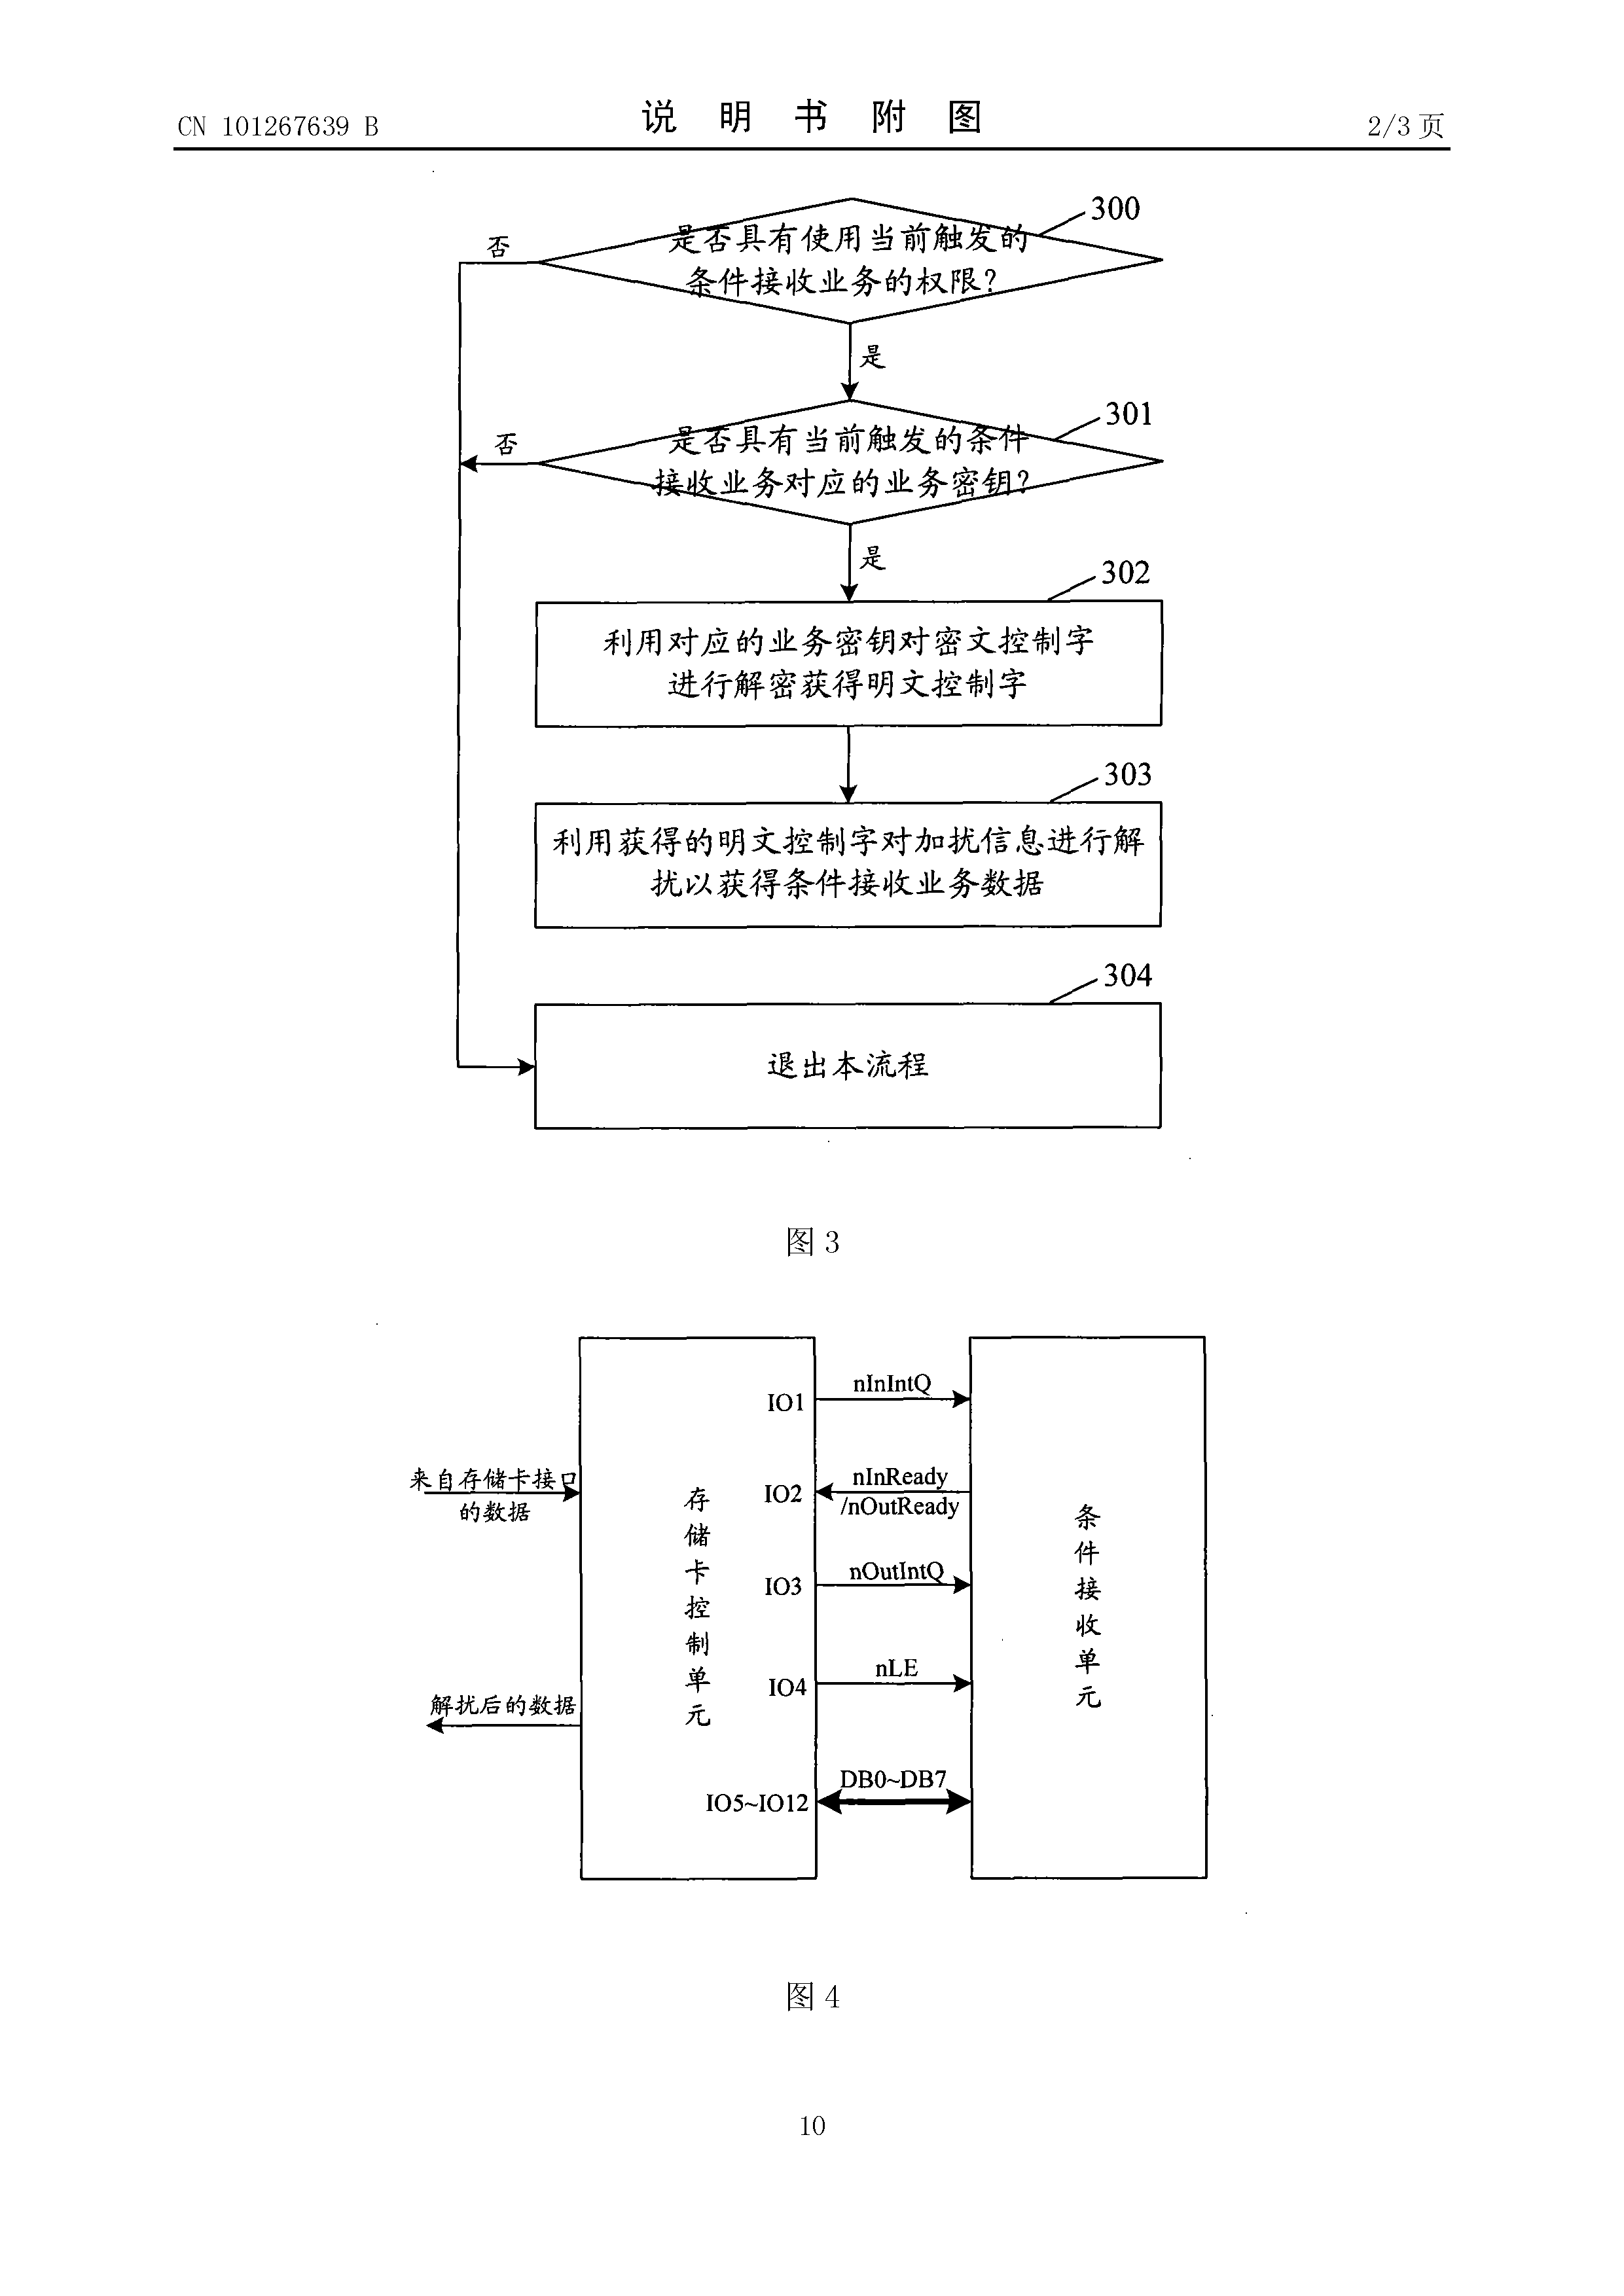 CN 101267639 B
说 明 书 附 图
2/3 页
300
是否具有使用当前触发的
条件接收业务的权限？
否
是
301
是否具有当前触发的条件
接收业务对应的业务密钥？
否
是
302
利用对应的业务密钥对密文控制字
进行解密获得明文控制字
303
利用获得的明文控制字对加扰信息进行解
扰以获得条件接收业务数据
304
退出本流程
图 3
来自存储卡接口
的数据
解扰后的数据
存储卡控制单元
IO1
nInIntQ
IO2
nInReady
/nOutReady
IO3
nOutIntQ
IO4
nLE
IO5~IO12
DB0~DB7
条件接收单元
图 4
10